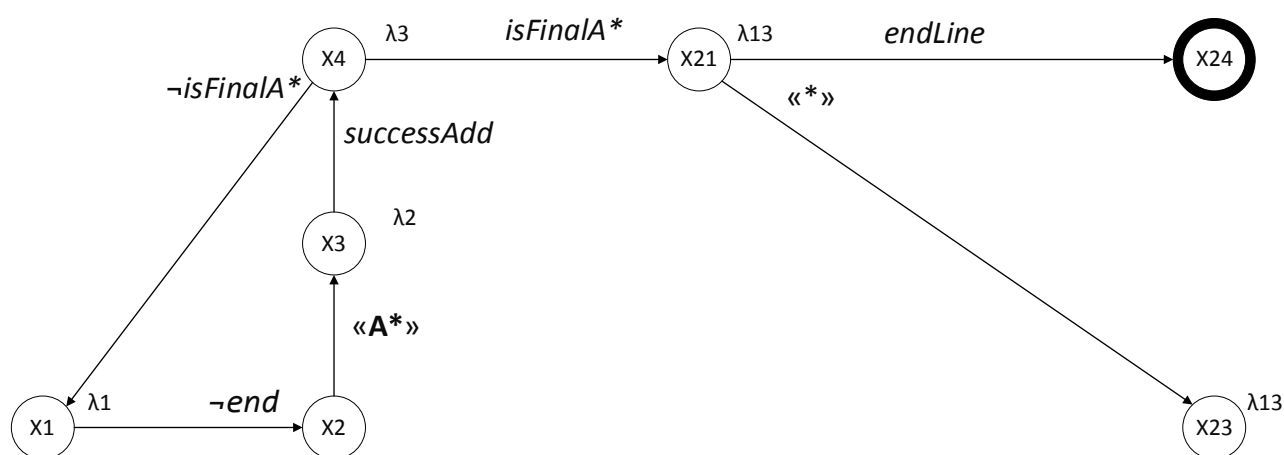 X4
λ3
isFinalA*
X21
λ13
endLine
X24
¬isFinalA*
«*»
successAdd
X3
λ2
«A*»
X1
λ1
¬end
X2
X23
λ13